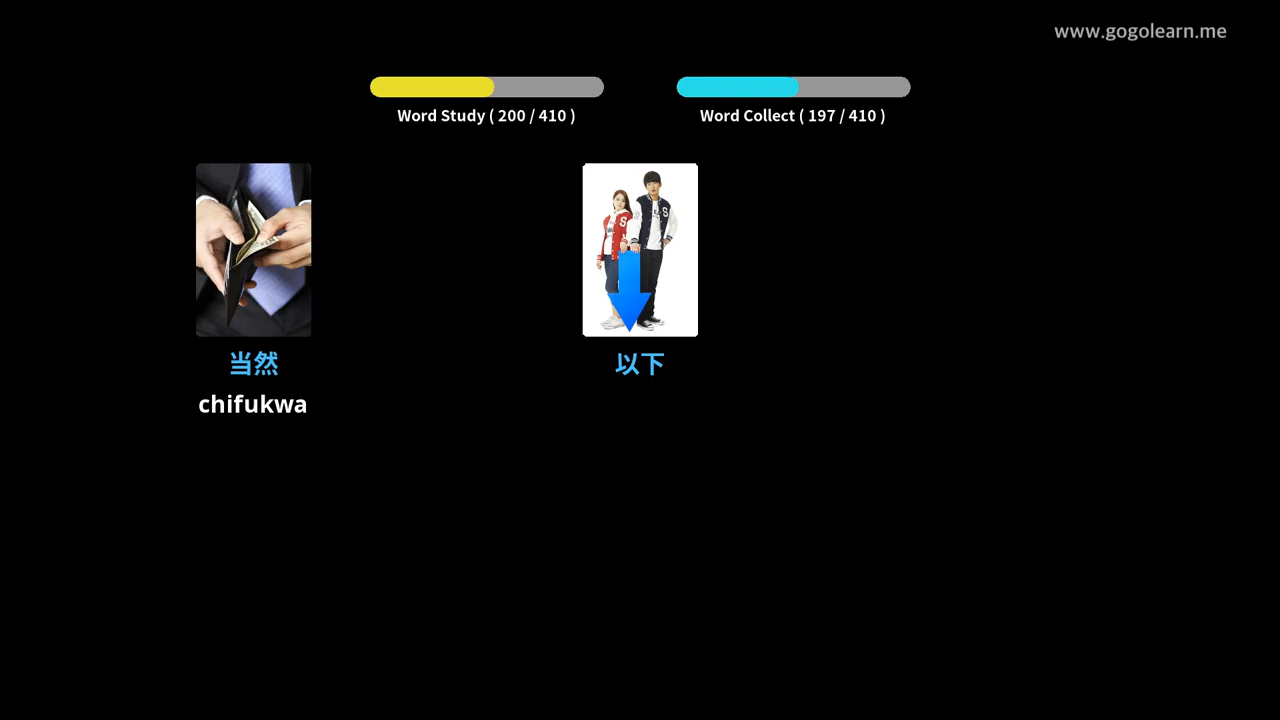 www.gogolearn.me
Word Study ( 200 / 410 )
Word Collect ( 197 / 410 )
当然
以下
chifukwa